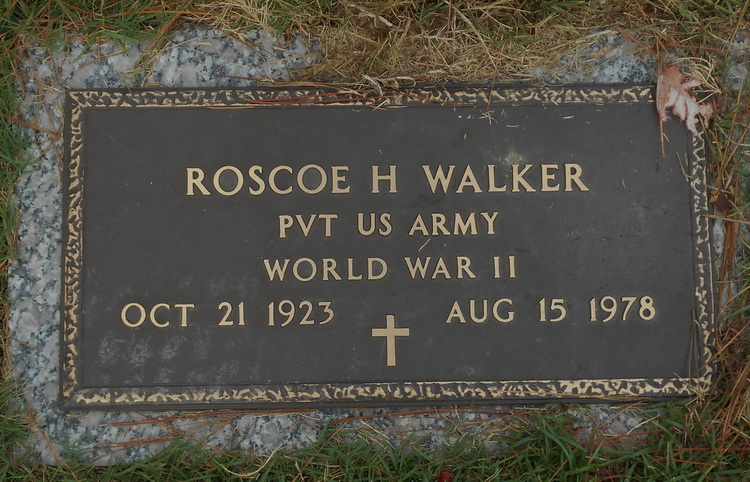 ROSCOE H WALKER
PVT US ARMY
WORLD WAR II
OCT 21 1923 AUG 15 1978